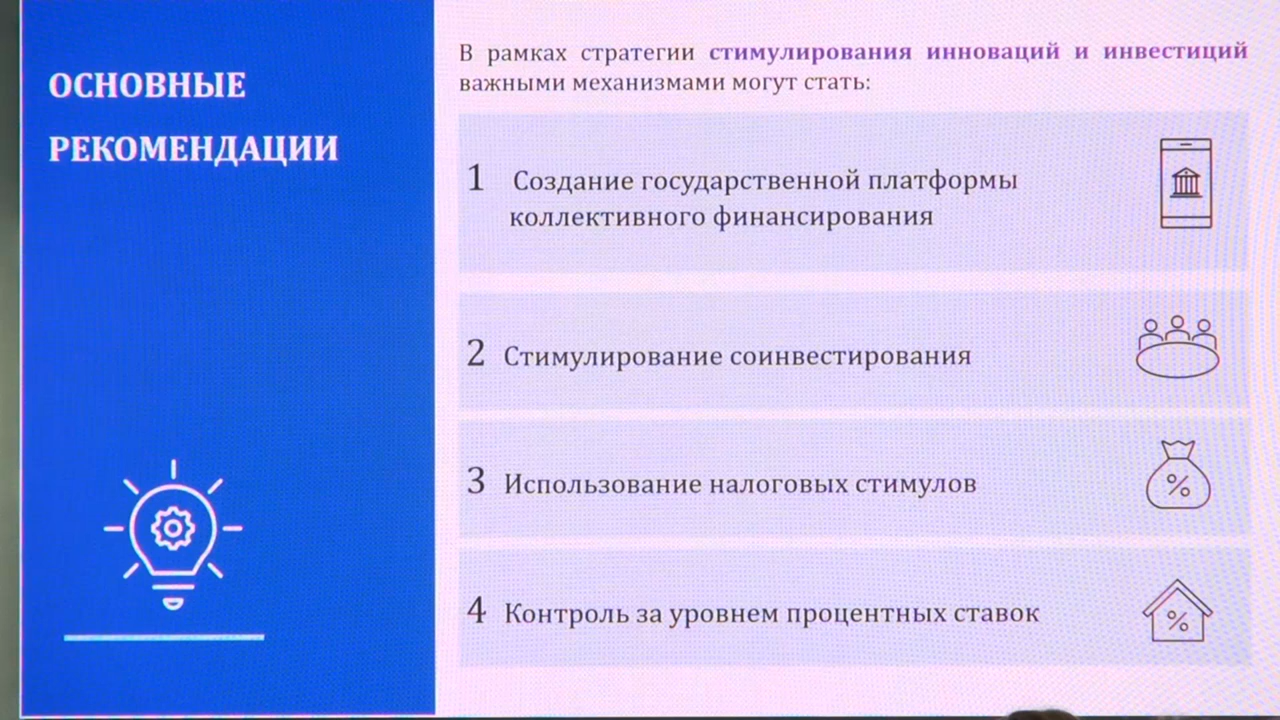 ОСНОВНЫЕ
РЕКОМЕНДАЦИИ
В рамках стратегии стимулирования инноваций и инвестиций
важными механизмами могут стать:
1 Создание государственной платформы
коллективного финансирования
2 Стимулирование соинвестирования
%
3 Использование налоговых стимулов
%
4 Контроль за уровнем процентных ставок